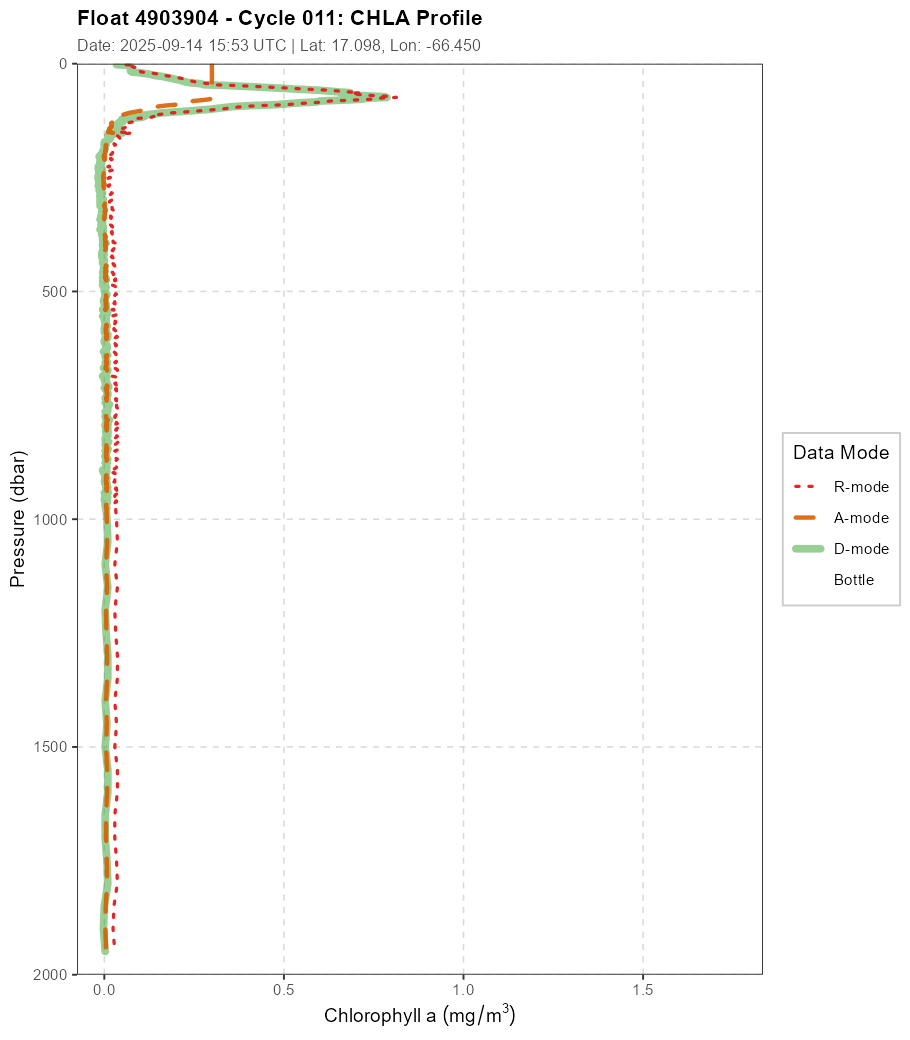 Float 4903904 - Cycle 011: CHLA Profile
Date: 2025-09-14 15:53 UTC | Lat: 17.098, Lon: -66.450
0
500
1000
1500
2000
Pressure (dbar)
0.0 0.5 1.0 1.5
Chlorophyll a (mg/m³)
Data Mode
R-mode
A-mode
D-mode
Bottle